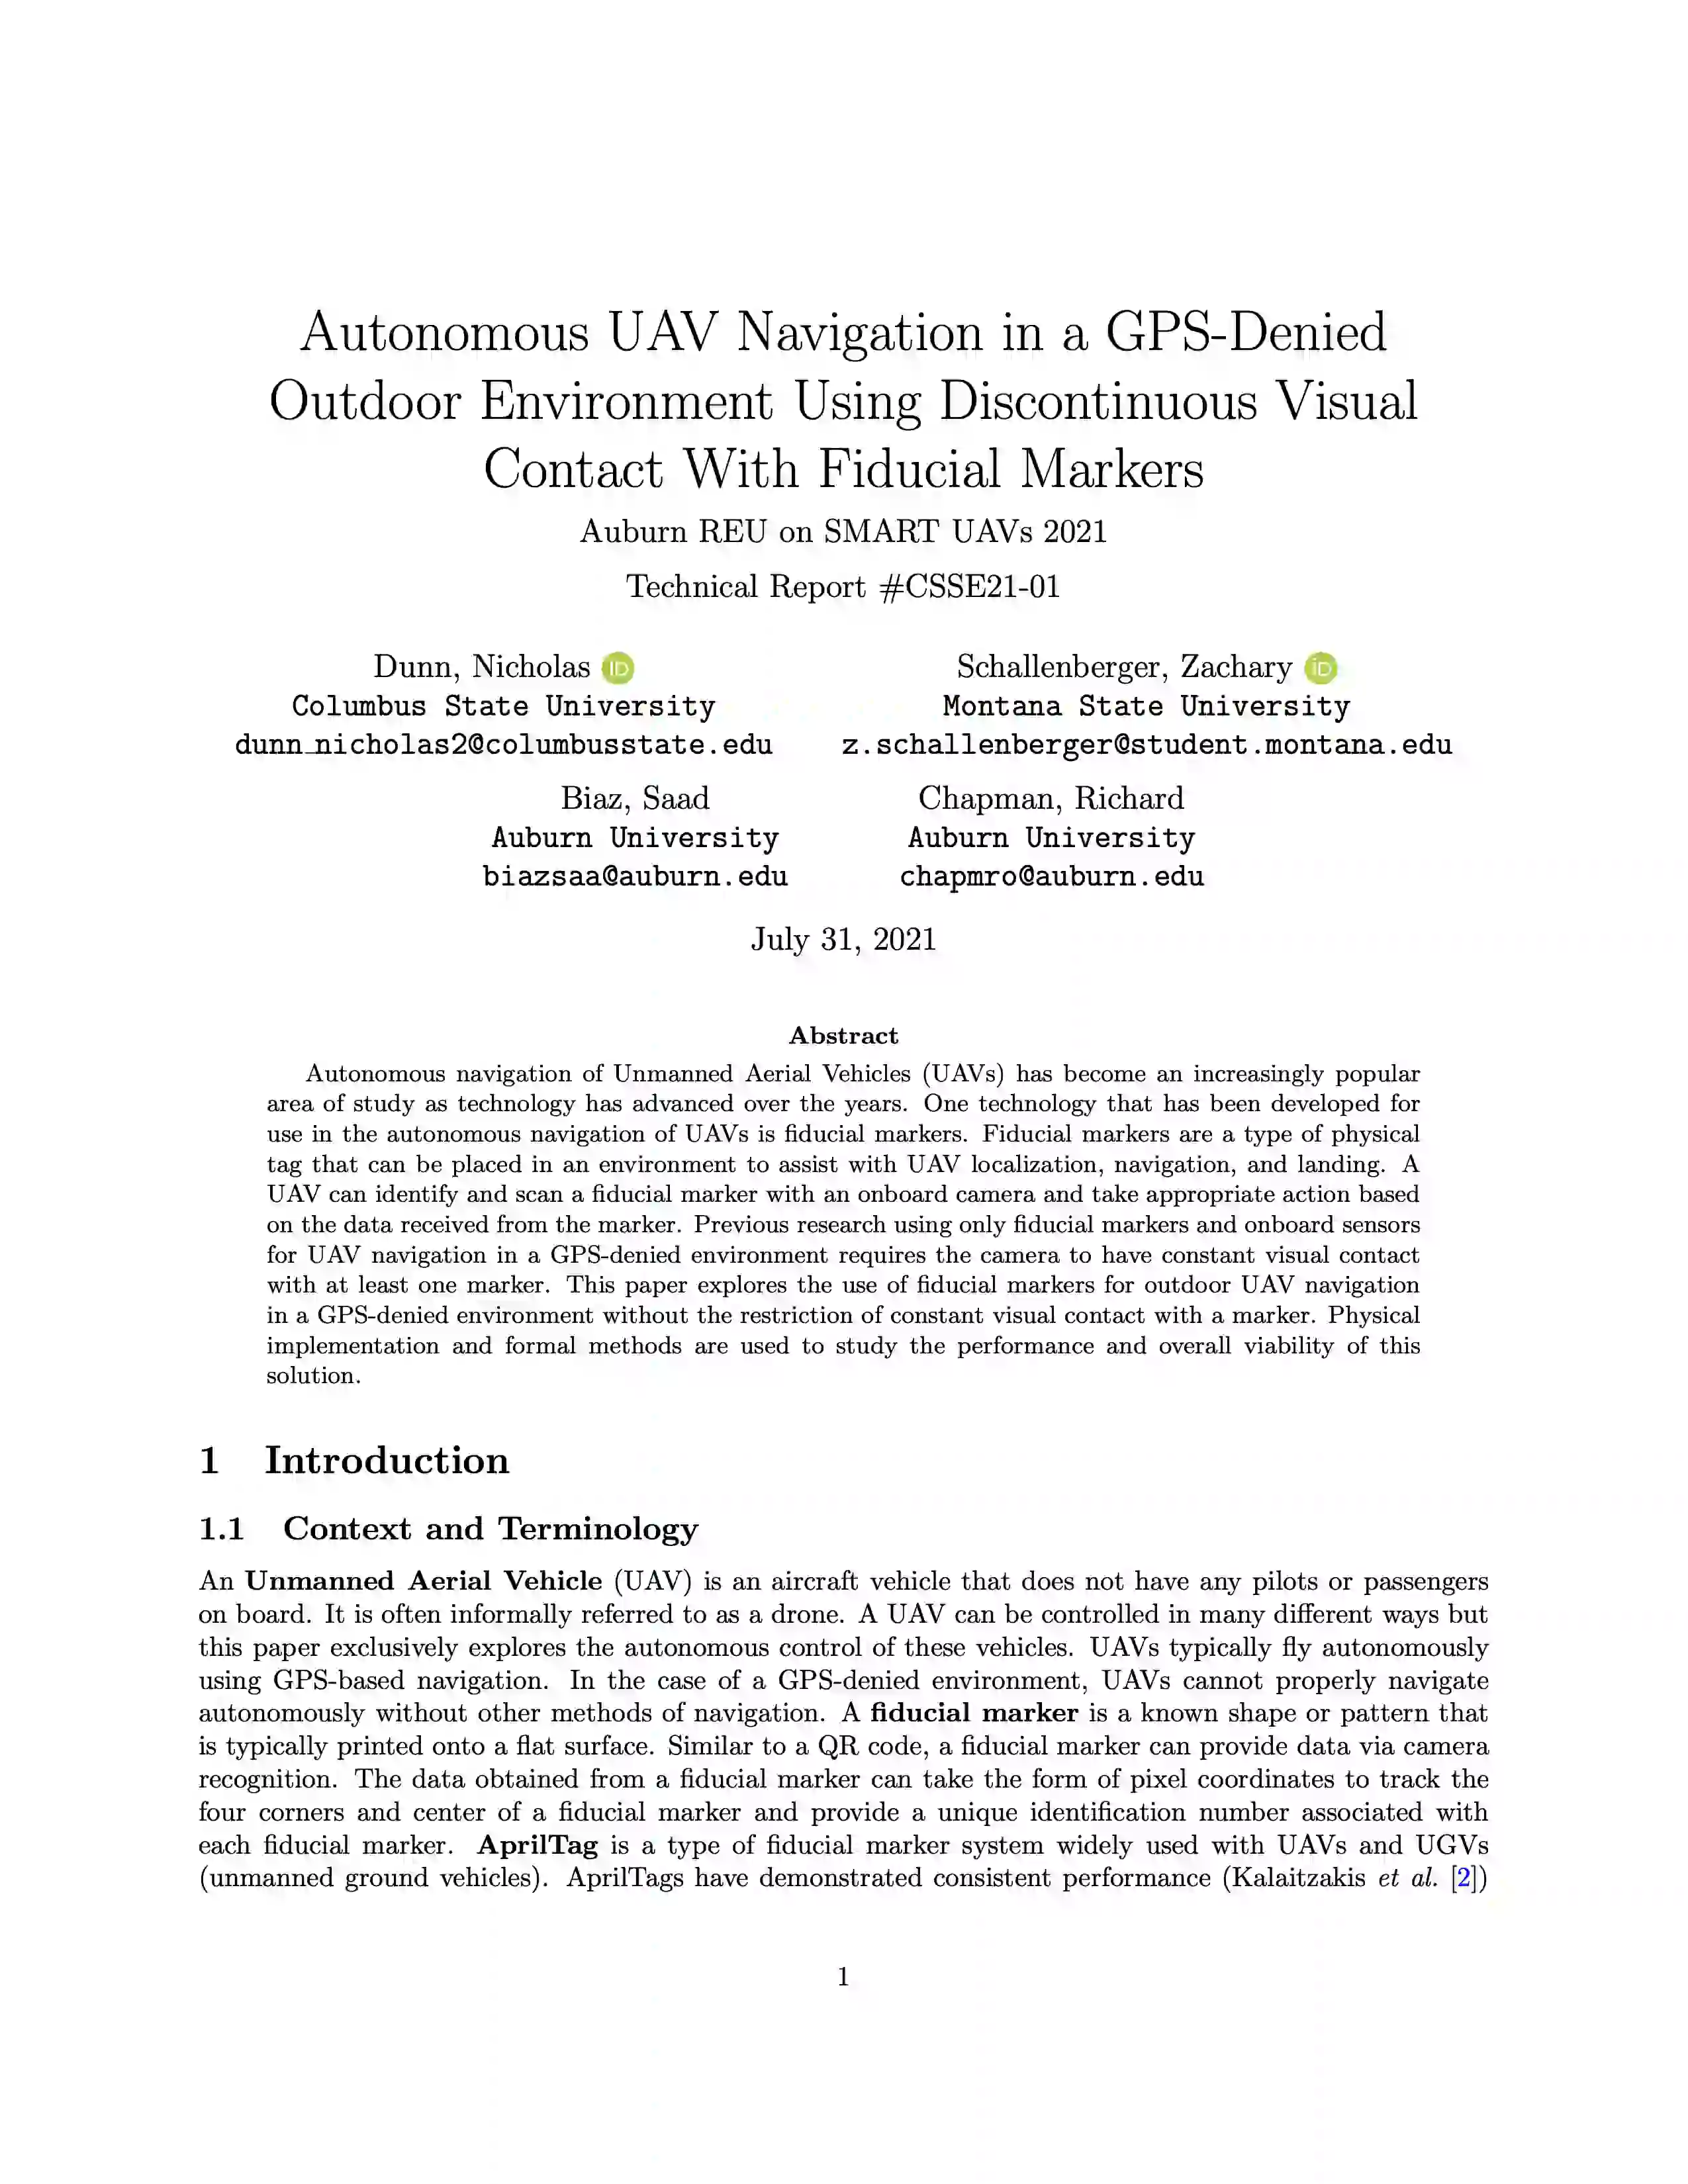 Autonomous UAV Navigation in a GPS-Denied
Outdoor Environment Using Discontinuous Visual
Contact With Fiducial Markers
Auburn REU on SMART UAVs 2021
Technical Report #CSSE21-01
Dunn, Nicholas iD
Columbus State University
dunn_nicholas2@columbusstate.edu
Schallenberger, Zachary iD
Montana State University
z.schallenberger@student.montana.edu
Biaz, Saad
Auburn University
biazsaa@auburn.edu
Chapman, Richard
Auburn University
chapmro@auburn.edu
July 31, 2021
Abstract
Autonomous navigation of Unmanned Aerial Vehicles (UAVs) has become an increasingly popular
area of study as technology has advanced over the years. One technology that has been developed for
use in the autonomous navigation of UAVs is fiducial markers. Fiducial markers are a type of physical
tag that can be placed in an environment to assist with UAV localization, navigation, and landing. A
UAV can identify and scan a fiducial marker with an onboard camera and take appropriate action based
on the data received from the marker. Previous research using only fiducial markers and onboard sensors
for UAV navigation in a GPS-denied environment requires the camera to have constant visual contact
with at least one marker. This paper explores the use of fiducial markers for outdoor UAV navigation
in a GPS-denied environment without the restriction of constant visual contact with a marker. Physical
implementation and formal methods are used to study the performance and overall viability of this
solution.
1 Introduction
1.1 Context and Terminology
An Unmanned Aerial Vehicle (UAV) is an aircraft vehicle that does not have any pilots or passengers
on board. It is often informally referred to as a drone. A UAV can be controlled in many different ways but
this paper exclusively explores the autonomous control of these vehicles. UAVs typically fly autonomously
using GPS-based navigation. In the case of a GPS-denied environment, UAVs cannot properly navigate
autonomously without other methods of navigation. A fiducial marker is a known shape or pattern that
is typically printed onto a flat surface. Similar to a QR code, a fiducial marker can provide data via camera
recognition. The data obtained from a fiducial marker can take the form of pixel coordinates to track the
four corners and center of a fiducial marker and provide a unique identification number associated with
each fiducial marker. AprilTag is a type of fiducial marker system widely used with UAVs and UGVs
(unmanned ground vehicles). AprilTags have demonstrated consistent performance (Kalaitzakis et al. [2])
1